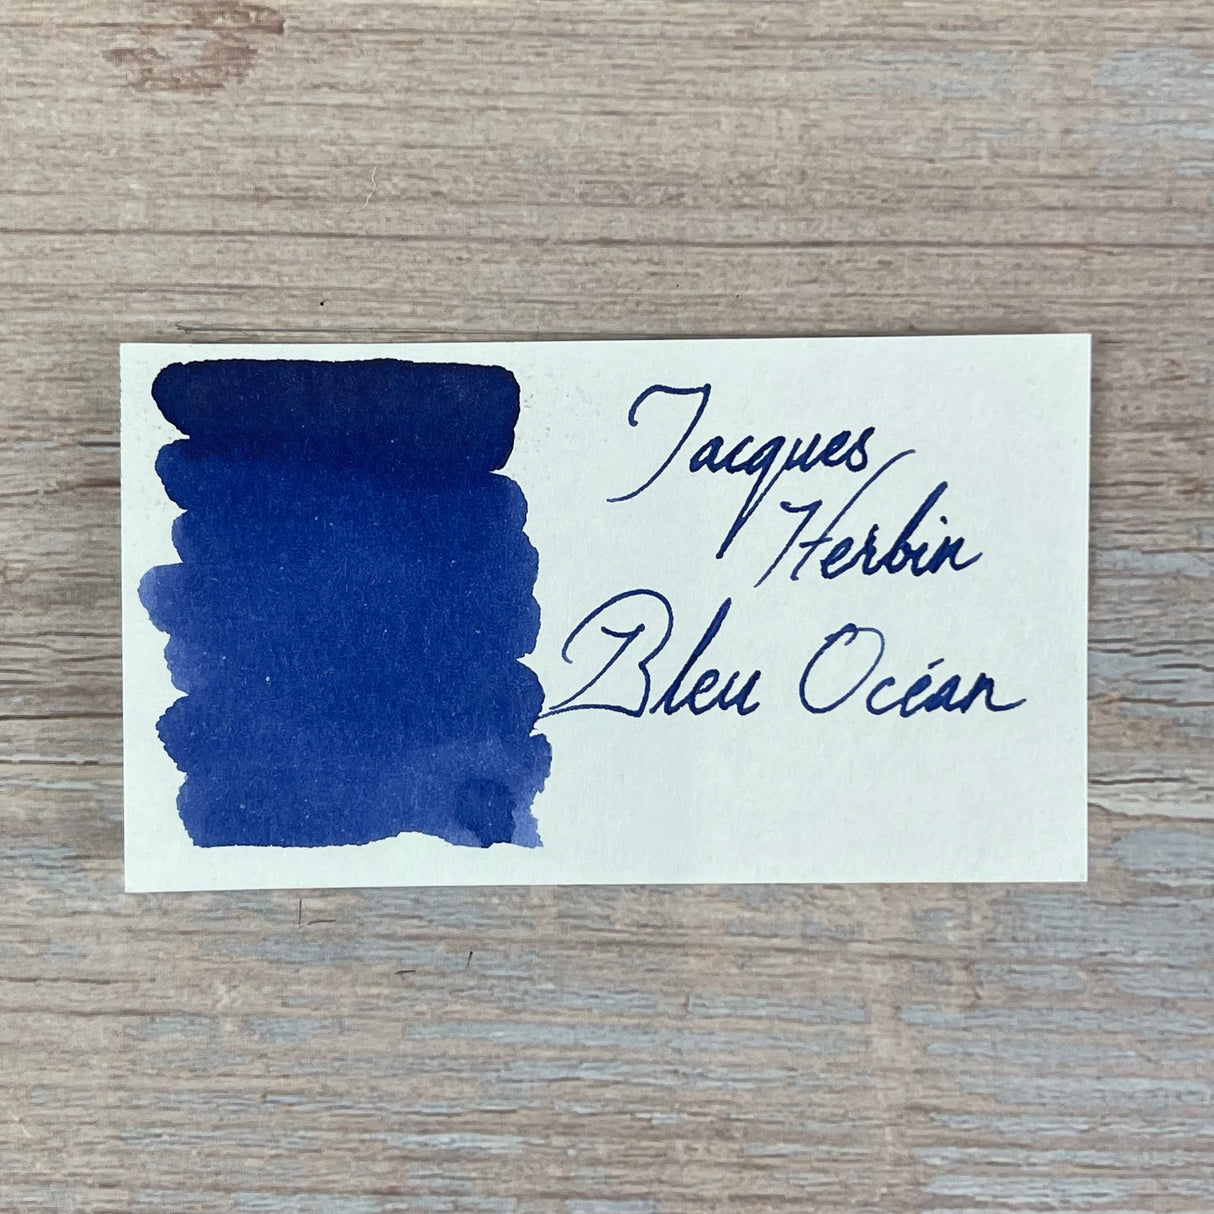 Jacques
Herbin
Bleu Océan